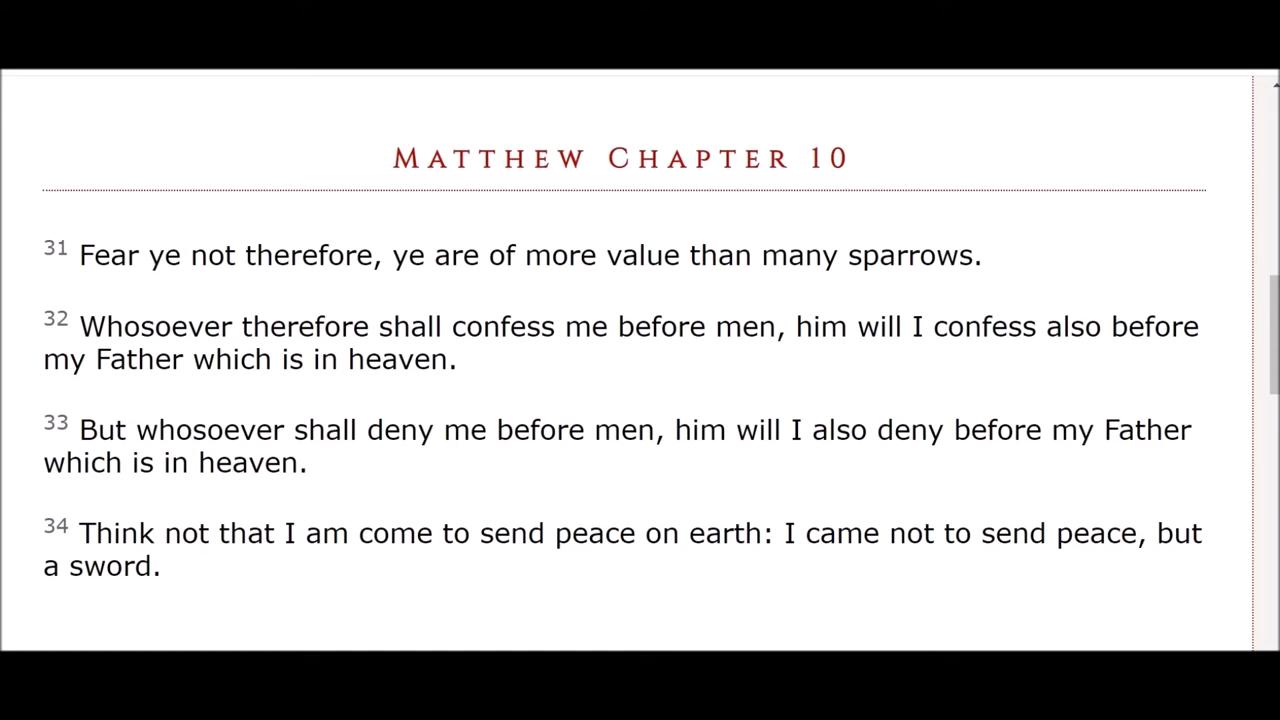 MATTHEW CHAPTER 10
31 Fear ye not therefore, ye are of more value than many sparrows.
32 Whosoever therefore shall confess me before men, him will I confess also before
my Father which is in heaven.
33 But whosoever shall deny me before men, him will I also deny before my Father
which is in heaven.
34 Think not that I am come to send peace on earth: I came not to send peace, but
a sword.